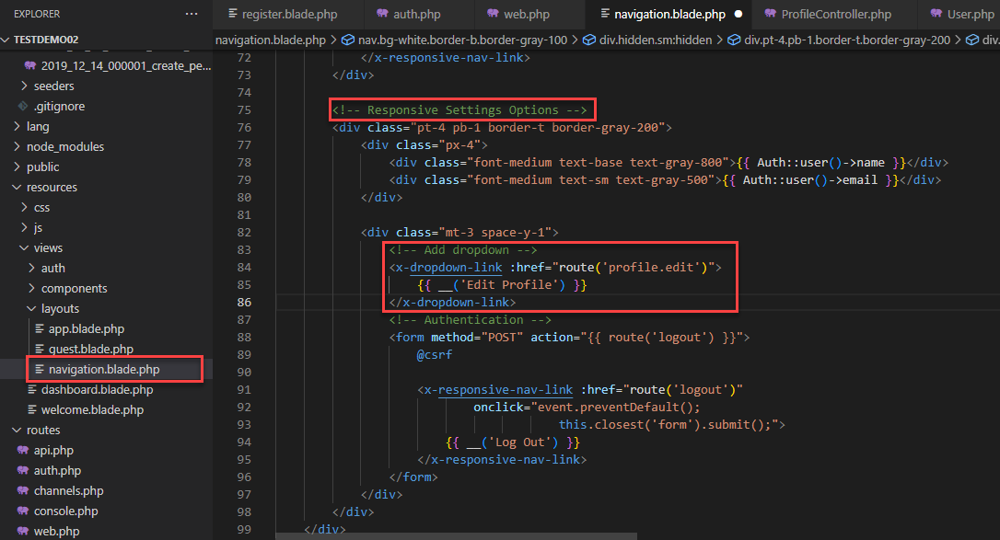 EXPLORER ···
register.blade.php auth.php web.php navigation.blade.php ● ProfileController.php User.php
TESTDEMO02
navigation.blade.php > nav.bg-white.border-b.border-gray-100 > div.hidden.sm:hidden > div.pt-4.pb-1.border-t.border-gray-200 > div.
2019_12_14_000001_create_pe...
seeders
.gitignore
lang
node_modules
public
resources
css
js
views
auth
components
layouts
app.blade.php
guest.blade.php
navigation.blade.php
dashboard.blade.php
welcome.blade.php
routes
api.php
auth.php
channels.php
console.php
web.php
72 </x-responsive-nav-link>
73 </div>
74
75 <!-- Responsive Settings Options -->
76 <div class="pt-4 pb-1 border-t border-gray-200">
77 <div class="px-4">
78 <div class="font-medium text-base text-gray-800">{{ Auth::user()->name }}</div>
79 <div class="font-medium text-sm text-gray-500">{{ Auth::user()->email }}</div>
80 </div>
81
82 <div class="mt-3 space-y-1">
83 <!-- Add dropdown -->
84 <x-dropdown-link :href="route('profile.edit')">
85 {{ __('Edit Profile') }}
86 </x-dropdown-link>
87 <!-- Authentication -->
88 <form method="POST" action="{{ route('logout') }}">
89 @csrf
90
91 <x-responsive-nav-link :href="route('logout')"
92 onclick="event.preventDefault();
93 this.closest('form').submit();">
94 {{ __('Log Out') }}
95 </x-responsive-nav-link>
96 </form>
97 </div>
98 </div>
99 </div>